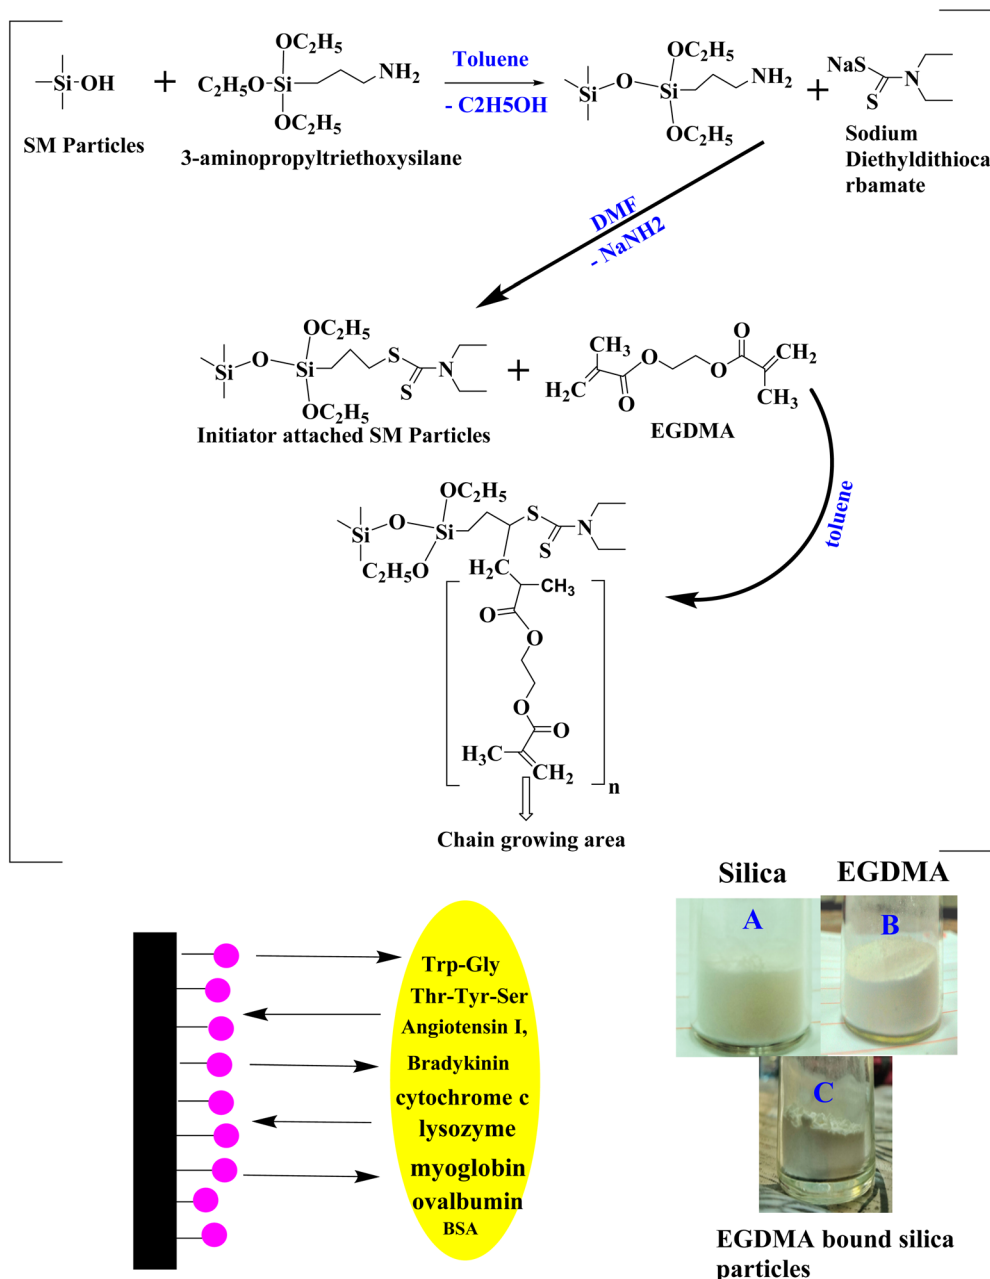 OC2H5
OC2H5
Si-OH
+
C2H5O-Si
NH2
OC2H5
Toluene
- C2H5OH
Si
O
Si
NH2
OC2H5
+
NaS
N
S
SM Particles
3-aminopropyltriethoxysilane
Sodium
Diethyldithioca
rbamate
DMF
- NaNH2
OC2H5
Si
O
Si
S
S
N
OC2H5
+
CH3
H2C
O
O
O
O
CH2
CH3
Initiator attached SM Particles
EGDMA
toluene
OC2H5
Si
O
Si
S
S
N
C2H5O
H2C
CH3
O
O
O
O
H3C
CH2
n
Chain growing area
Silica
EGDMA
A
B
C
Trp-Gly
Thr-Tyr-Ser
Angiotensin I,
Bradykinin
cytochrome c
lysozyme
myoglobin
ovalbumin
BSA
EGDMA bound silica
particles